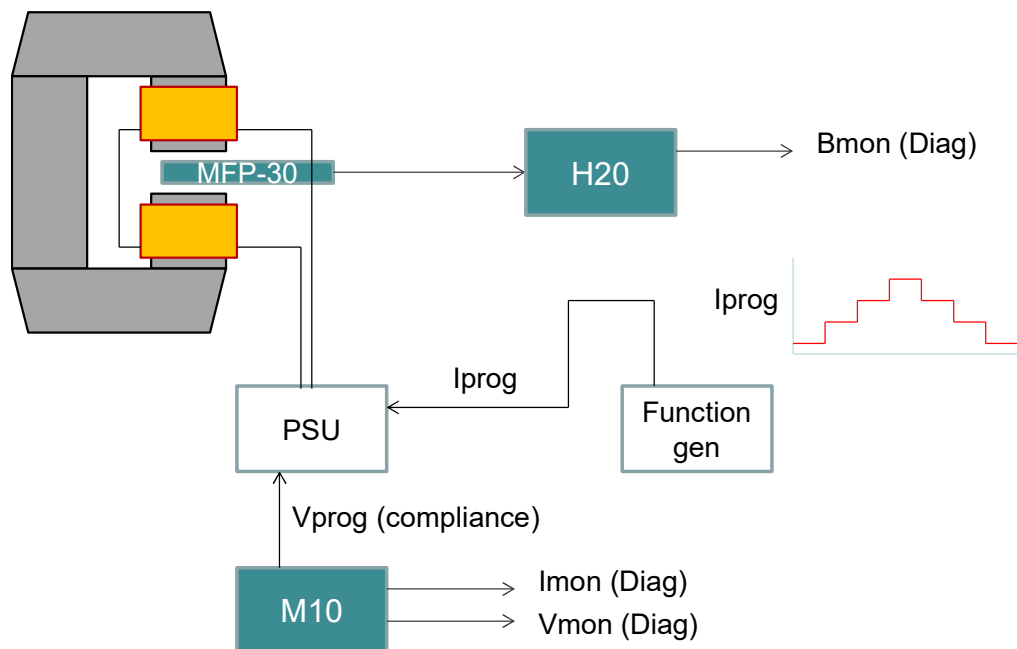 MFP-30
H20
Bmon (Diag)
Iprog
Iprog
PSU
Function
gen
Vprog (compliance)
M10
Imon (Diag)
Vmon (Diag)